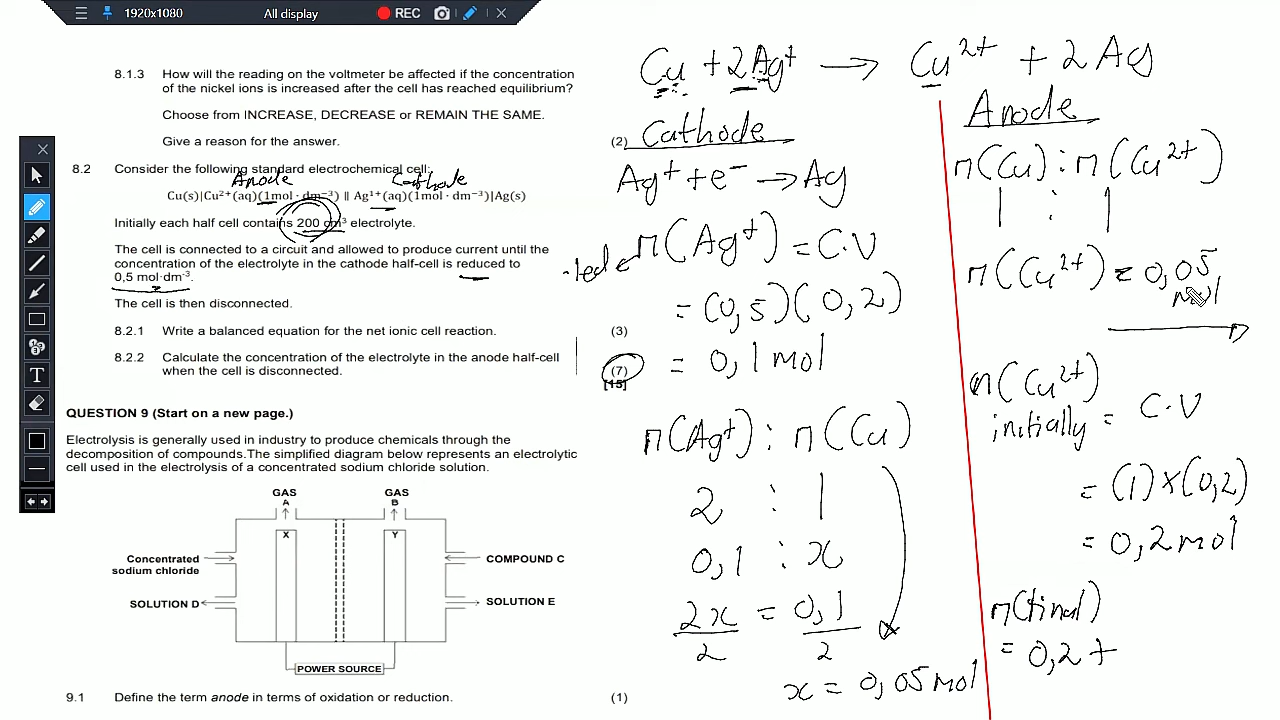 1920x1080 All display REC
8.1.3 How will the reading on the voltmeter be affected if the concentration
of the nickel ions is increased after the cell has reached equilibrium?
Choose from INCREASE, DECREASE or REMAIN THE SAME.
Give a reason for the answer. (2)
8.2 Consider the following standard electrochemical cell:
Anode Cathode
Cu(s)|Cu²⁺(aq)(1mol · dm⁻³) ‖ Ag¹⁺(aq)(1mol · dm⁻³)|Ag(s)
Initially each half cell contains 200 cm³ electrolyte.
The cell is connected to a circuit and allowed to produce current until the
concentration of the electrolyte in the cathode half-cell is reduced to
0,5 mol·dm⁻³.
The cell is then disconnected.
8.2.1 Write a balanced equation for the net ionic cell reaction. (3)
8.2.2 Calculate the concentration of the electrolyte in the anode half-cell
when the cell is disconnected. (7)
[15]
QUESTION 9 (Start on a new page.)
Electrolysis is generally used in industry to produce chemicals through the
decomposition of compounds.The simplified diagram below represents an electrolytic
cell used in the electrolysis of a concentrated sodium chloride solution.
GAS
A
GAS
B
X Y
Concentrated
sodium chloride
COMPOUND C
SOLUTION D
SOLUTION E
POWER SOURCE
9.1 Define the term anode in terms of oxidation or reduction. (1)
Cu + 2Ag⁺ → Cu²⁺ + 2Ag
Cathode
Ag⁺ + e⁻ → Ag
n(Ag⁺) = C·V
= (0,5)(0,2)
= 0,1 mol
n(Ag⁺) : n(Cu)
2 : 1
0,1 : x
2x = 0,1
2 2
x = 0,05 mol
Anode
n(Cu) : n(Cu²⁺)
1 : 1
n(Cu²⁺) = 0,05
mol
n(Cu²⁺)
initially = C·V
= (1)×(0,2)
= 0,2 mol
n(final)
= 0,2 +